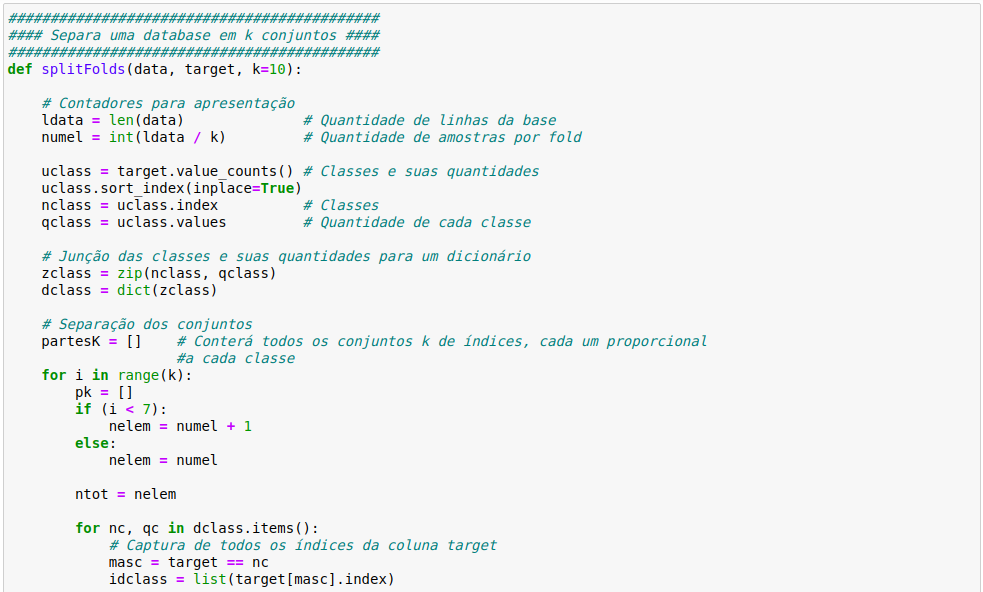 ############################################
#### Separa uma database em k conjuntos ####
############################################
def splitFolds(data, target, k=10):

    # Contadores para apresentação
    ldata = len(data)              # Quantidade de linhas da base
    numel = int(ldata / k)         # Quantidade de amostras por fold

    uclass = target.value_counts() # Classes e suas quantidades
    uclass.sort_index(inplace=True)
    nclass = uclass.index          # Classes
    qclass = uclass.values         # Quantidade de cada classe

    # Junção das classes e suas quantidades para um dicionário
    zclass = zip(nclass, qclass)
    dclass = dict(zclass)

    # Separação dos conjuntos
    partesK = []    # Conterá todos os conjuntos k de índices, cada um proporcional
                    #a cada classe
    for i in range(k):
        pk = []
        if (i < 7):
            nelem = numel + 1
        else:
            nelem = numel

        ntot = nelem

        for nc, qc in dclass.items():
            # Captura de todos os índices da coluna target
            masc = target == nc
            idclass = list(target[masc].index)